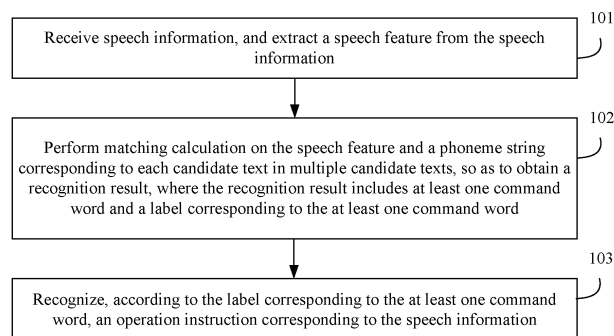 101
Receive speech information, and extract a speech feature from the speech
information
102
Perform matching calculation on the speech feature and a phoneme string
corresponding to each candidate text in multiple candidate texts, so as to obtain a
recognition result, where the recognition result includes at least one command
word and a label corresponding to the at least one command word
103
Recognize, according to the label corresponding to the at least one command
word, an operation instruction corresponding to the speech information